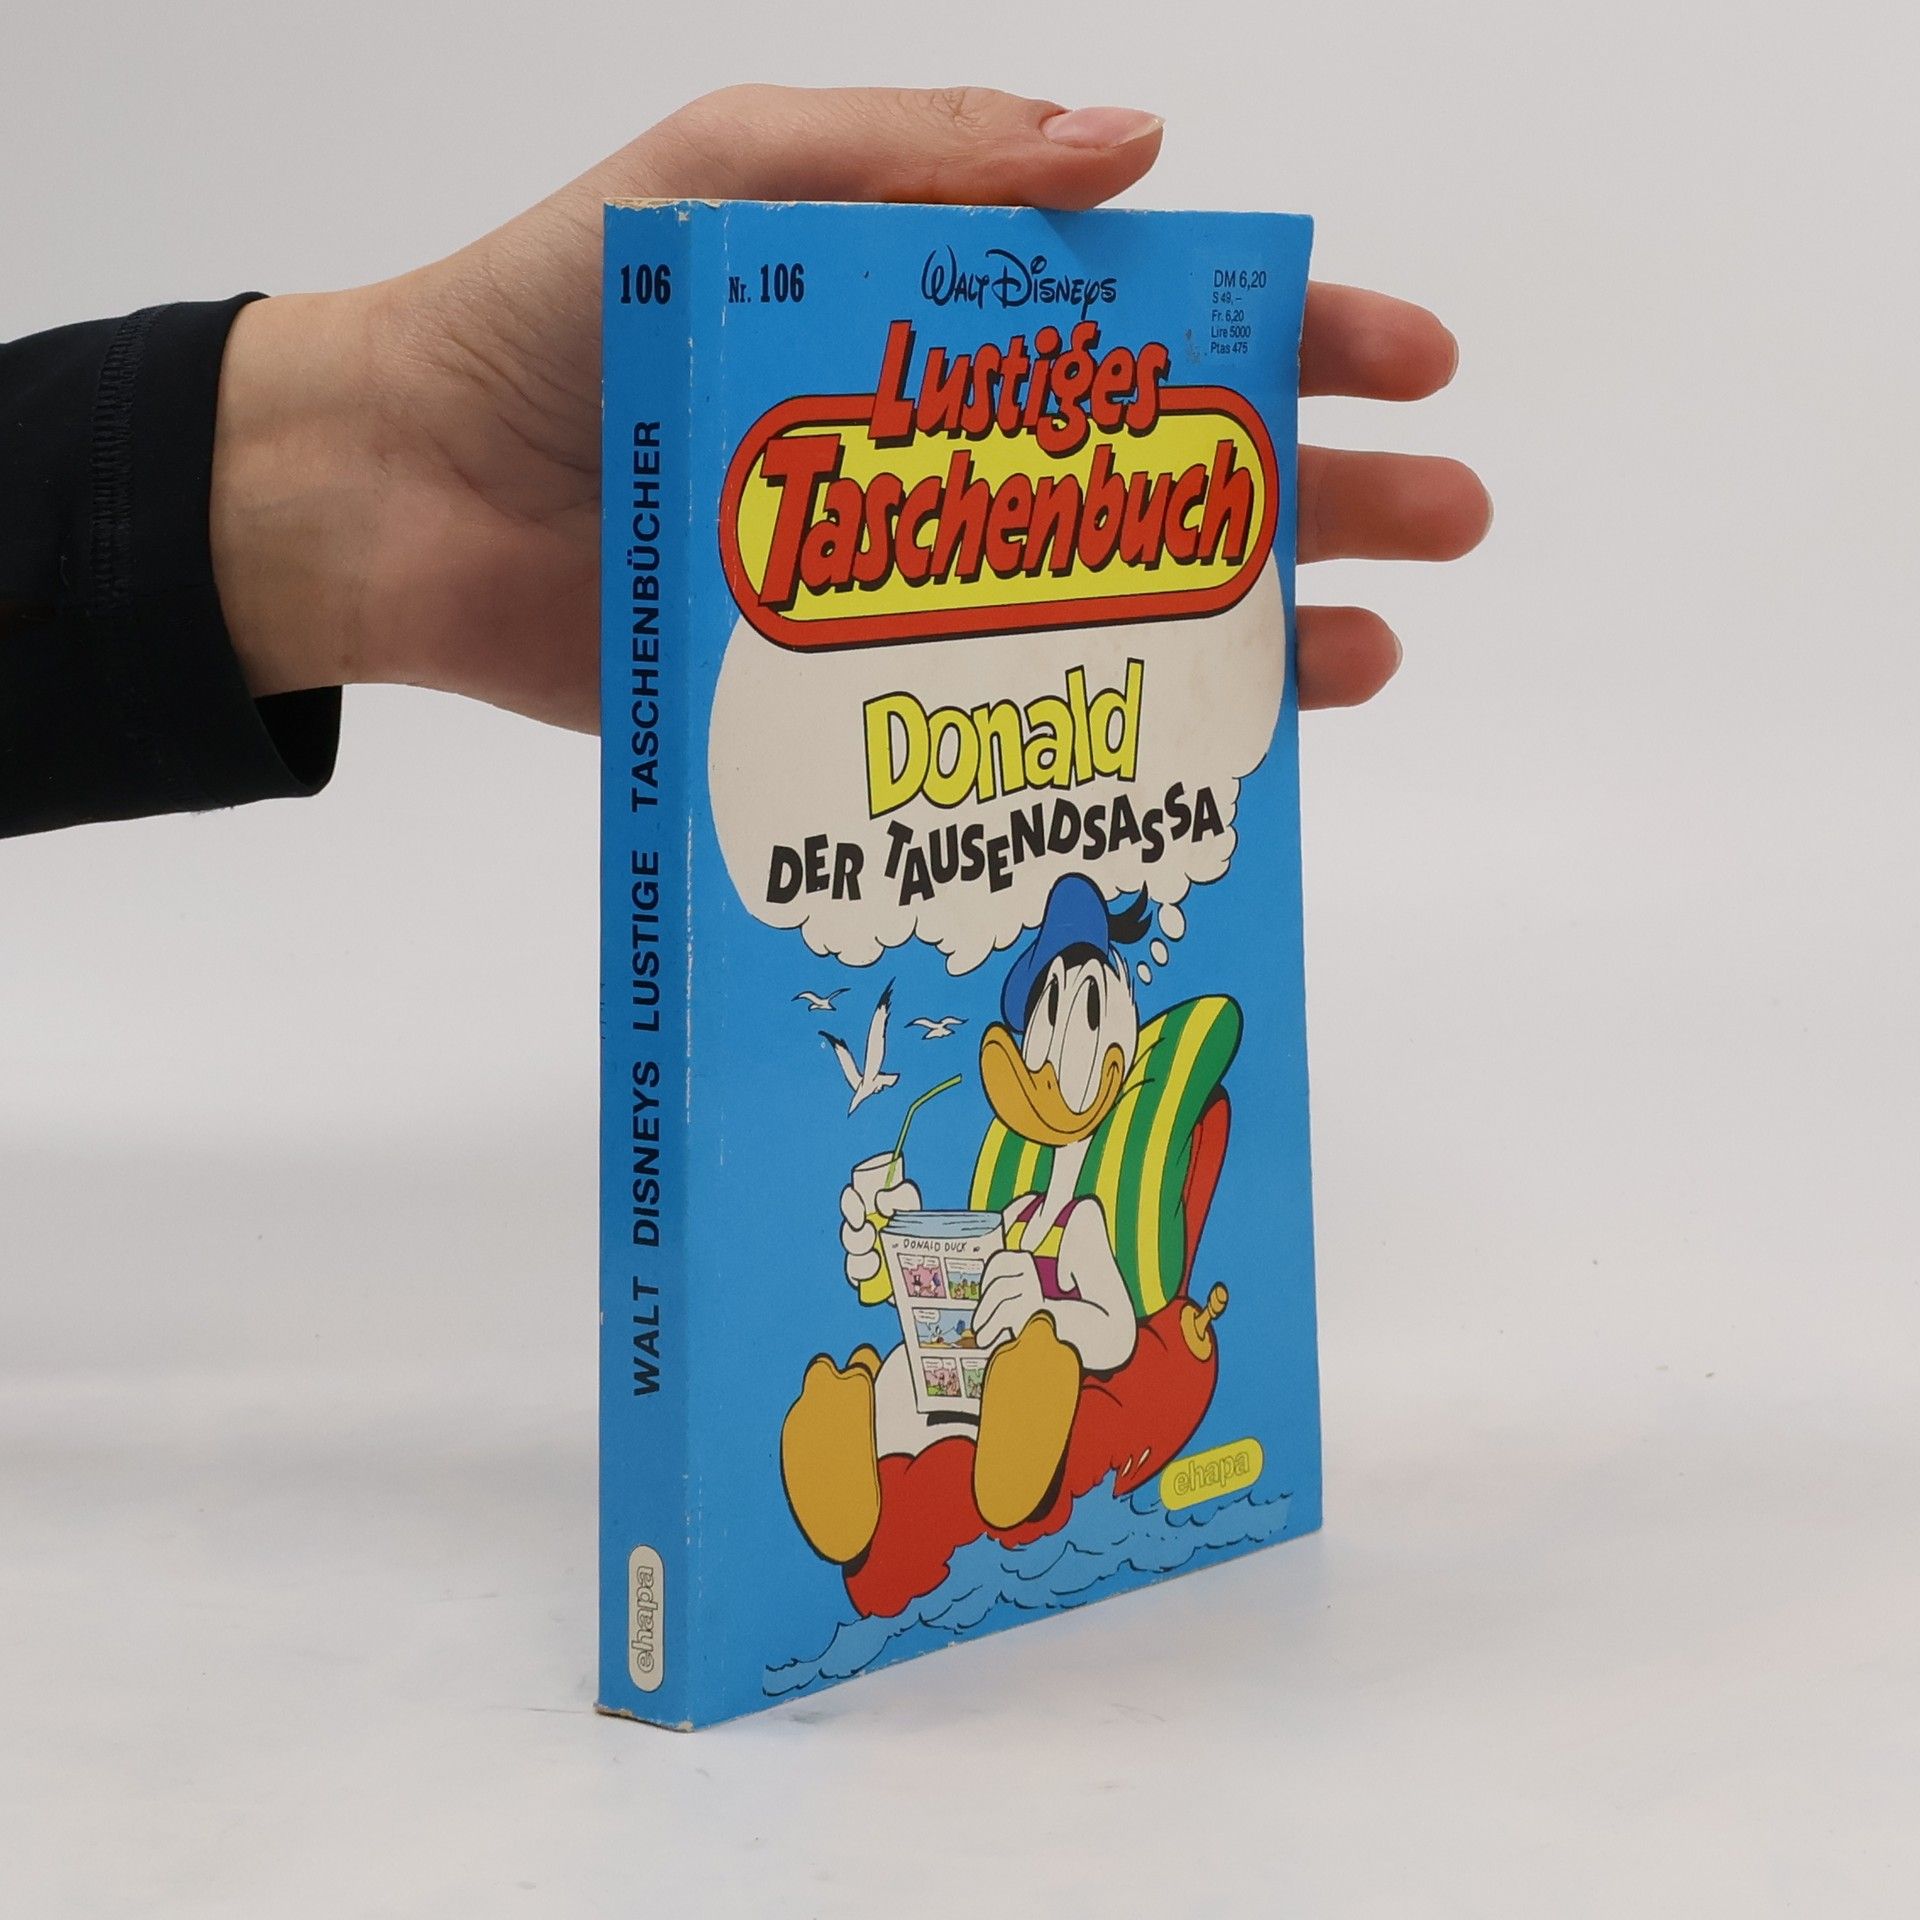 106
WALT DISNEYS LUSTIGE TASCHENBÜCHER
ehapa
Nr. 106
WALT DISNEYS
DM 6,20
S 49,–
Fr. 6,20
Lire 5000
Ptas 475
Lustiges
Taschenbuch
Donald
DER TAUSENDSASSA
DONALD DUCK
ehapa